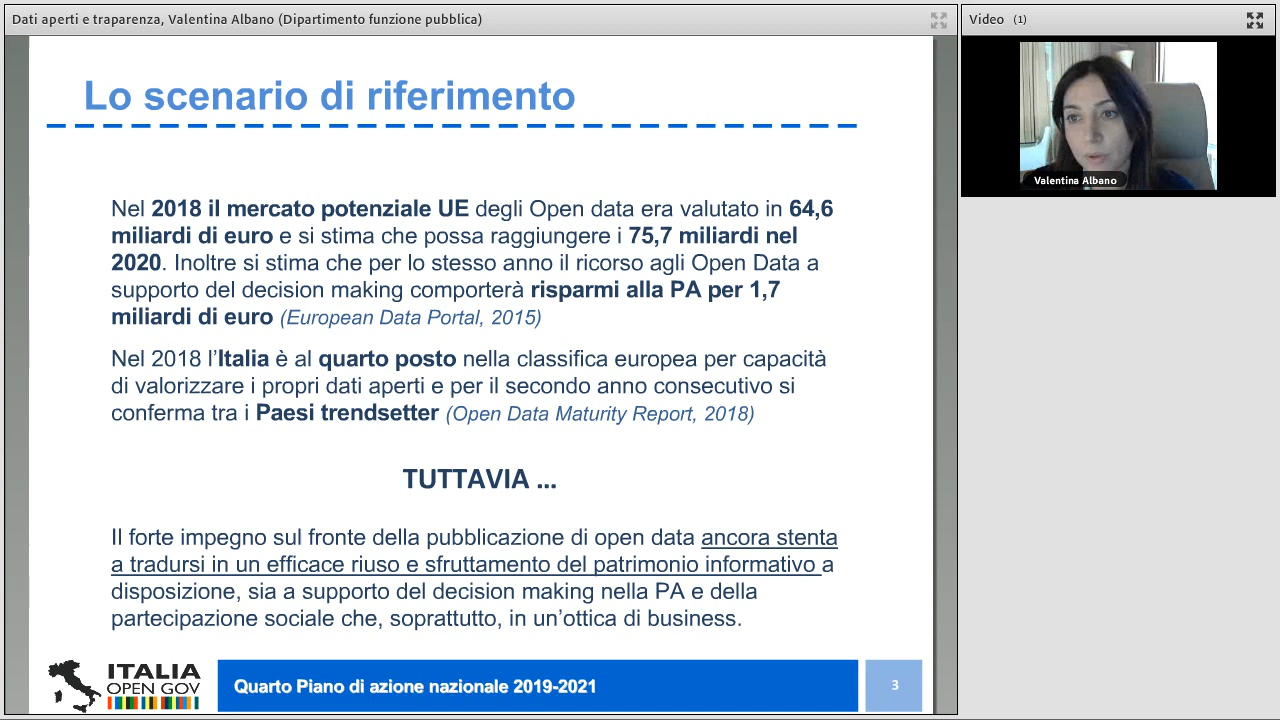 Dati aperti e traparenza, Valentina Albano (Dipartimento funzione pubblica)
Video (1)
Valentina Albano
Lo scenario di riferimento
Nel 2018 il mercato potenziale UE degli Open data era valutato in 64,6
miliardi di euro e si stima che possa raggiungere i 75,7 miliardi nel
2020. Inoltre si stima che per lo stesso anno il ricorso agli Open Data a
supporto del decision making comporterà risparmi alla PA per 1,7
miliardi di euro (European Data Portal, 2015)
Nel 2018 l'Italia è al quarto posto nella classifica europea per capacità
di valorizzare i propri dati aperti e per il secondo anno consecutivo si
conferma tra i Paesi trendsetter (Open Data Maturity Report, 2018)
TUTTAVIA ...
Il forte impegno sul fronte della pubblicazione di open data ancora stenta
a tradursi in un efficace riuso e sfruttamento del patrimonio informativo a
disposizione, sia a supporto del decision making nella PA e della
partecipazione sociale che, soprattutto, in un'ottica di business.
ITALIA
OPEN GOV
Quarto Piano di azione nazionale 2019-2021
3